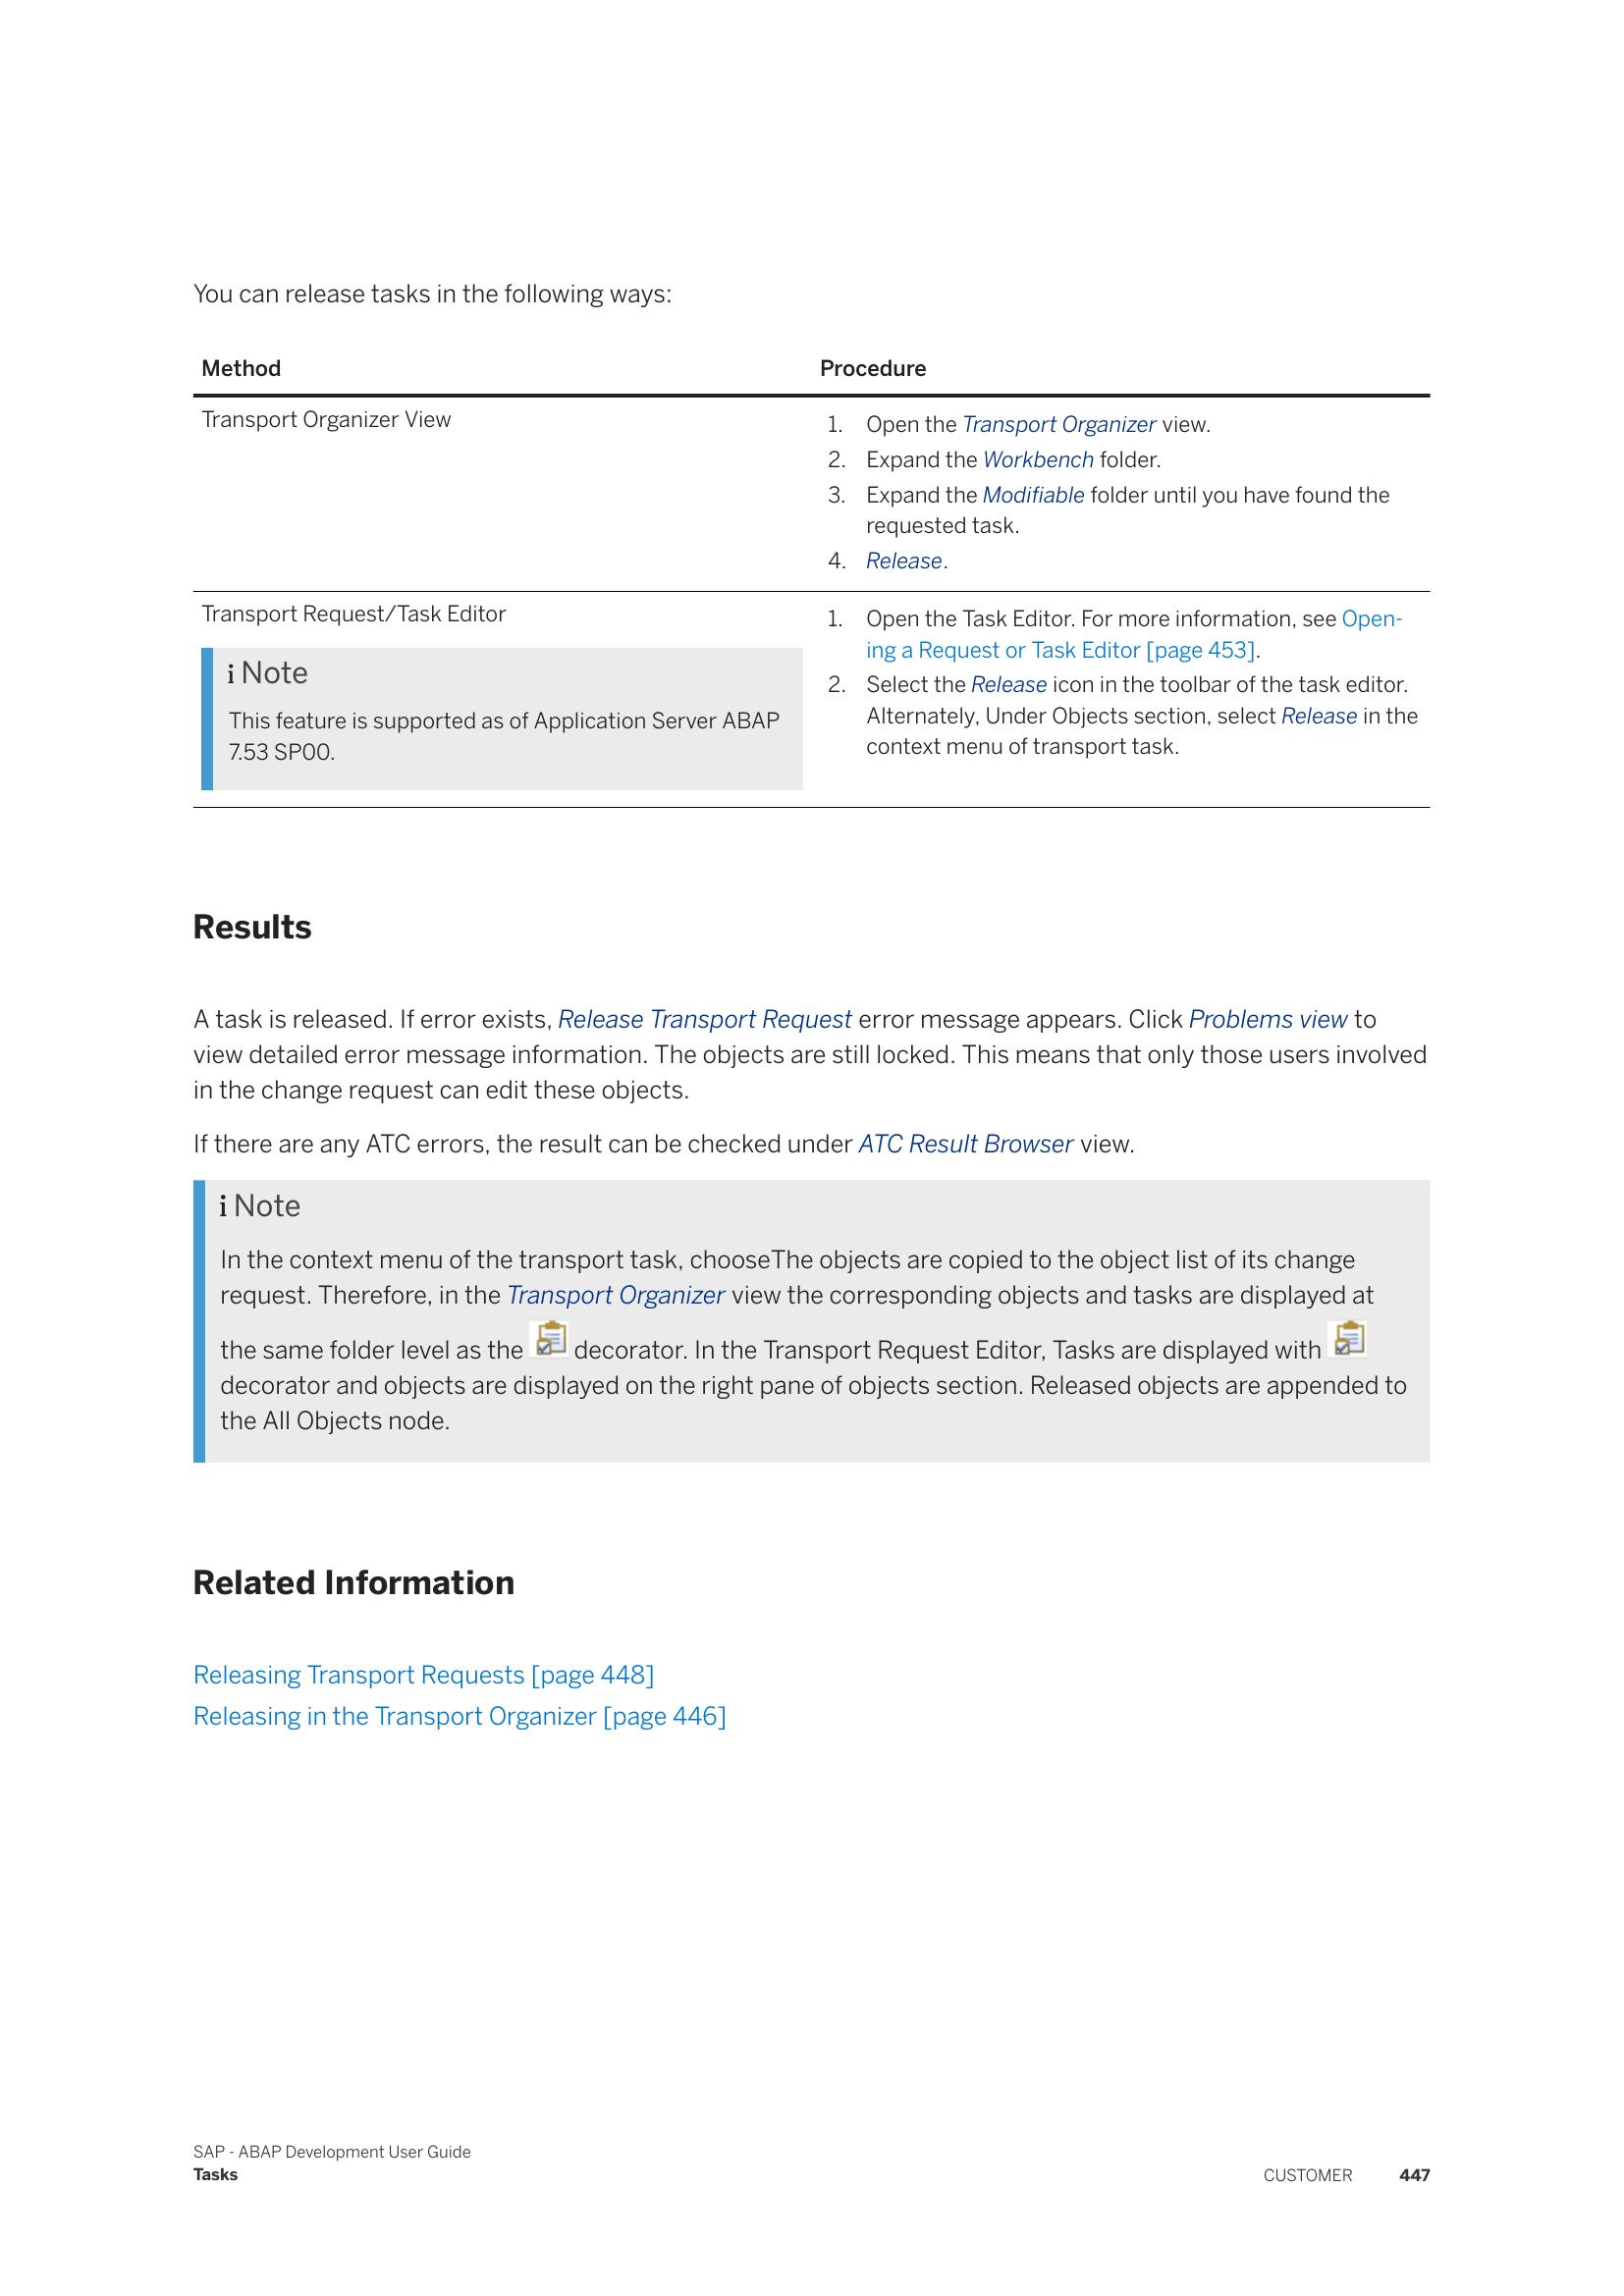 You can release tasks in the following ways:
Method
Procedure
Transport Organizer View
1. Open the Transport Organizer view.
2. Expand the Workbench folder.
3. Expand the Modifiable folder until you have found the
requested task.
4. Release.
Transport Request/Task Editor
i Note
This feature is supported as of Application Server ABAP
7.53 SP00.
1. Open the Task Editor. For more information, see Open-
ing a Request or Task Editor [page 453].
2. Select the Release icon in the toolbar of the task editor.
Alternately, Under Objects section, select Release in the
context menu of transport task.
Results
A task is released. If error exists, Release Transport Request error message appears. Click Problems view to
view detailed error message information. The objects are still locked. This means that only those users involved
in the change request can edit these objects.
If there are any ATC errors, the result can be checked under ATC Result Browser view.
i Note
In the context menu of the transport task, chooseThe objects are copied to the object list of its change
request. Therefore, in the Transport Organizer view the corresponding objects and tasks are displayed at
the same folder level as the decorator. In the Transport Request Editor, Tasks are displayed with
decorator and objects are displayed on the right pane of objects section. Released objects are appended to
the All Objects node.
Related Information
Releasing Transport Requests [page 448]
Releasing in the Transport Organizer [page 446]
SAP - ABAP Development User Guide
Tasks
CUSTOMER 447